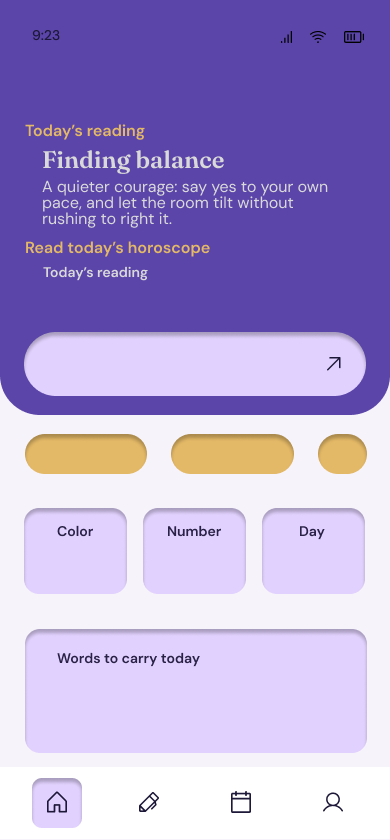 9:23
Today's reading
Finding balance
A quieter courage: say yes to your own
pace, and let the room tilt without
rushing to right it.
Read today's horoscope
Today's reading
Color
Number
Day
Words to carry today